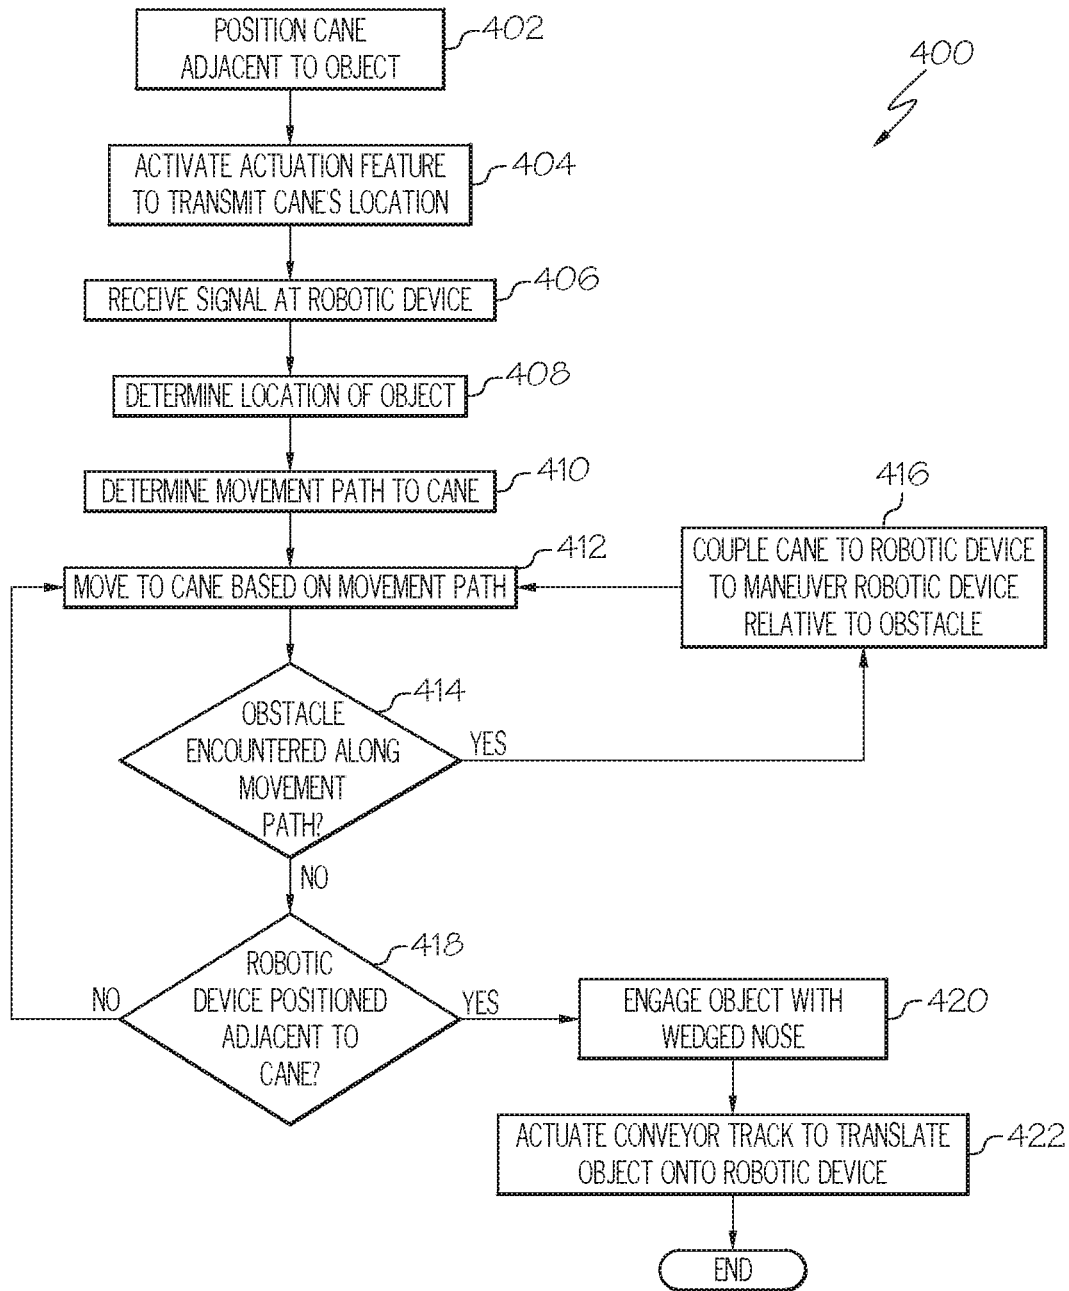 POSITION CANE
ADJACENT TO OBJECT
402
400
ACTIVATE ACTUATION FEATURE
TO TRANSMIT CANE'S LOCATION
404
RECEIVE SIGNAL AT ROBOTIC DEVICE
406
DETERMINE LOCATION OF OBJECT
408
DETERMINE MOVEMENT PATH TO CANE
410
MOVE TO CANE BASED ON MOVEMENT PATH
412
416
COUPLE CANE TO ROBOTIC DEVICE
TO MANEUVER ROBOTIC DEVICE
RELATIVE TO OBSTACLE
414
OBSTACLE
ENCOUNTERED ALONG
MOVEMENT
PATH?
YES
NO
418
ROBOTIC
DEVICE POSITIONED
ADJACENT TO
CANE?
NO
YES
ENGAGE OBJECT WITH
WEDGED NOSE
420
ACTUATE CONVEYOR TRACK TO TRANSLATE
OBJECT ONTO ROBOTIC DEVICE
422
END